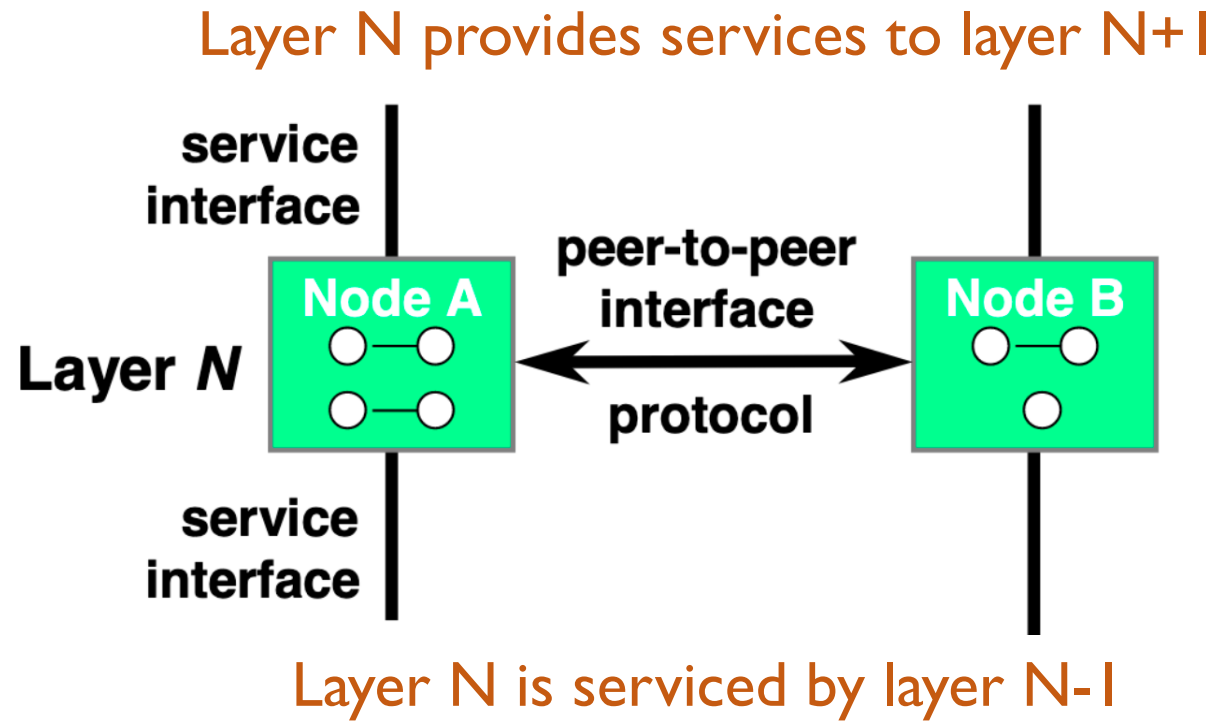 Layer N provides services to layer N+1
service
interface
peer-to-peer
interface
Node A
Node B
Layer N
protocol
service
interface
Layer N is serviced by layer N-1